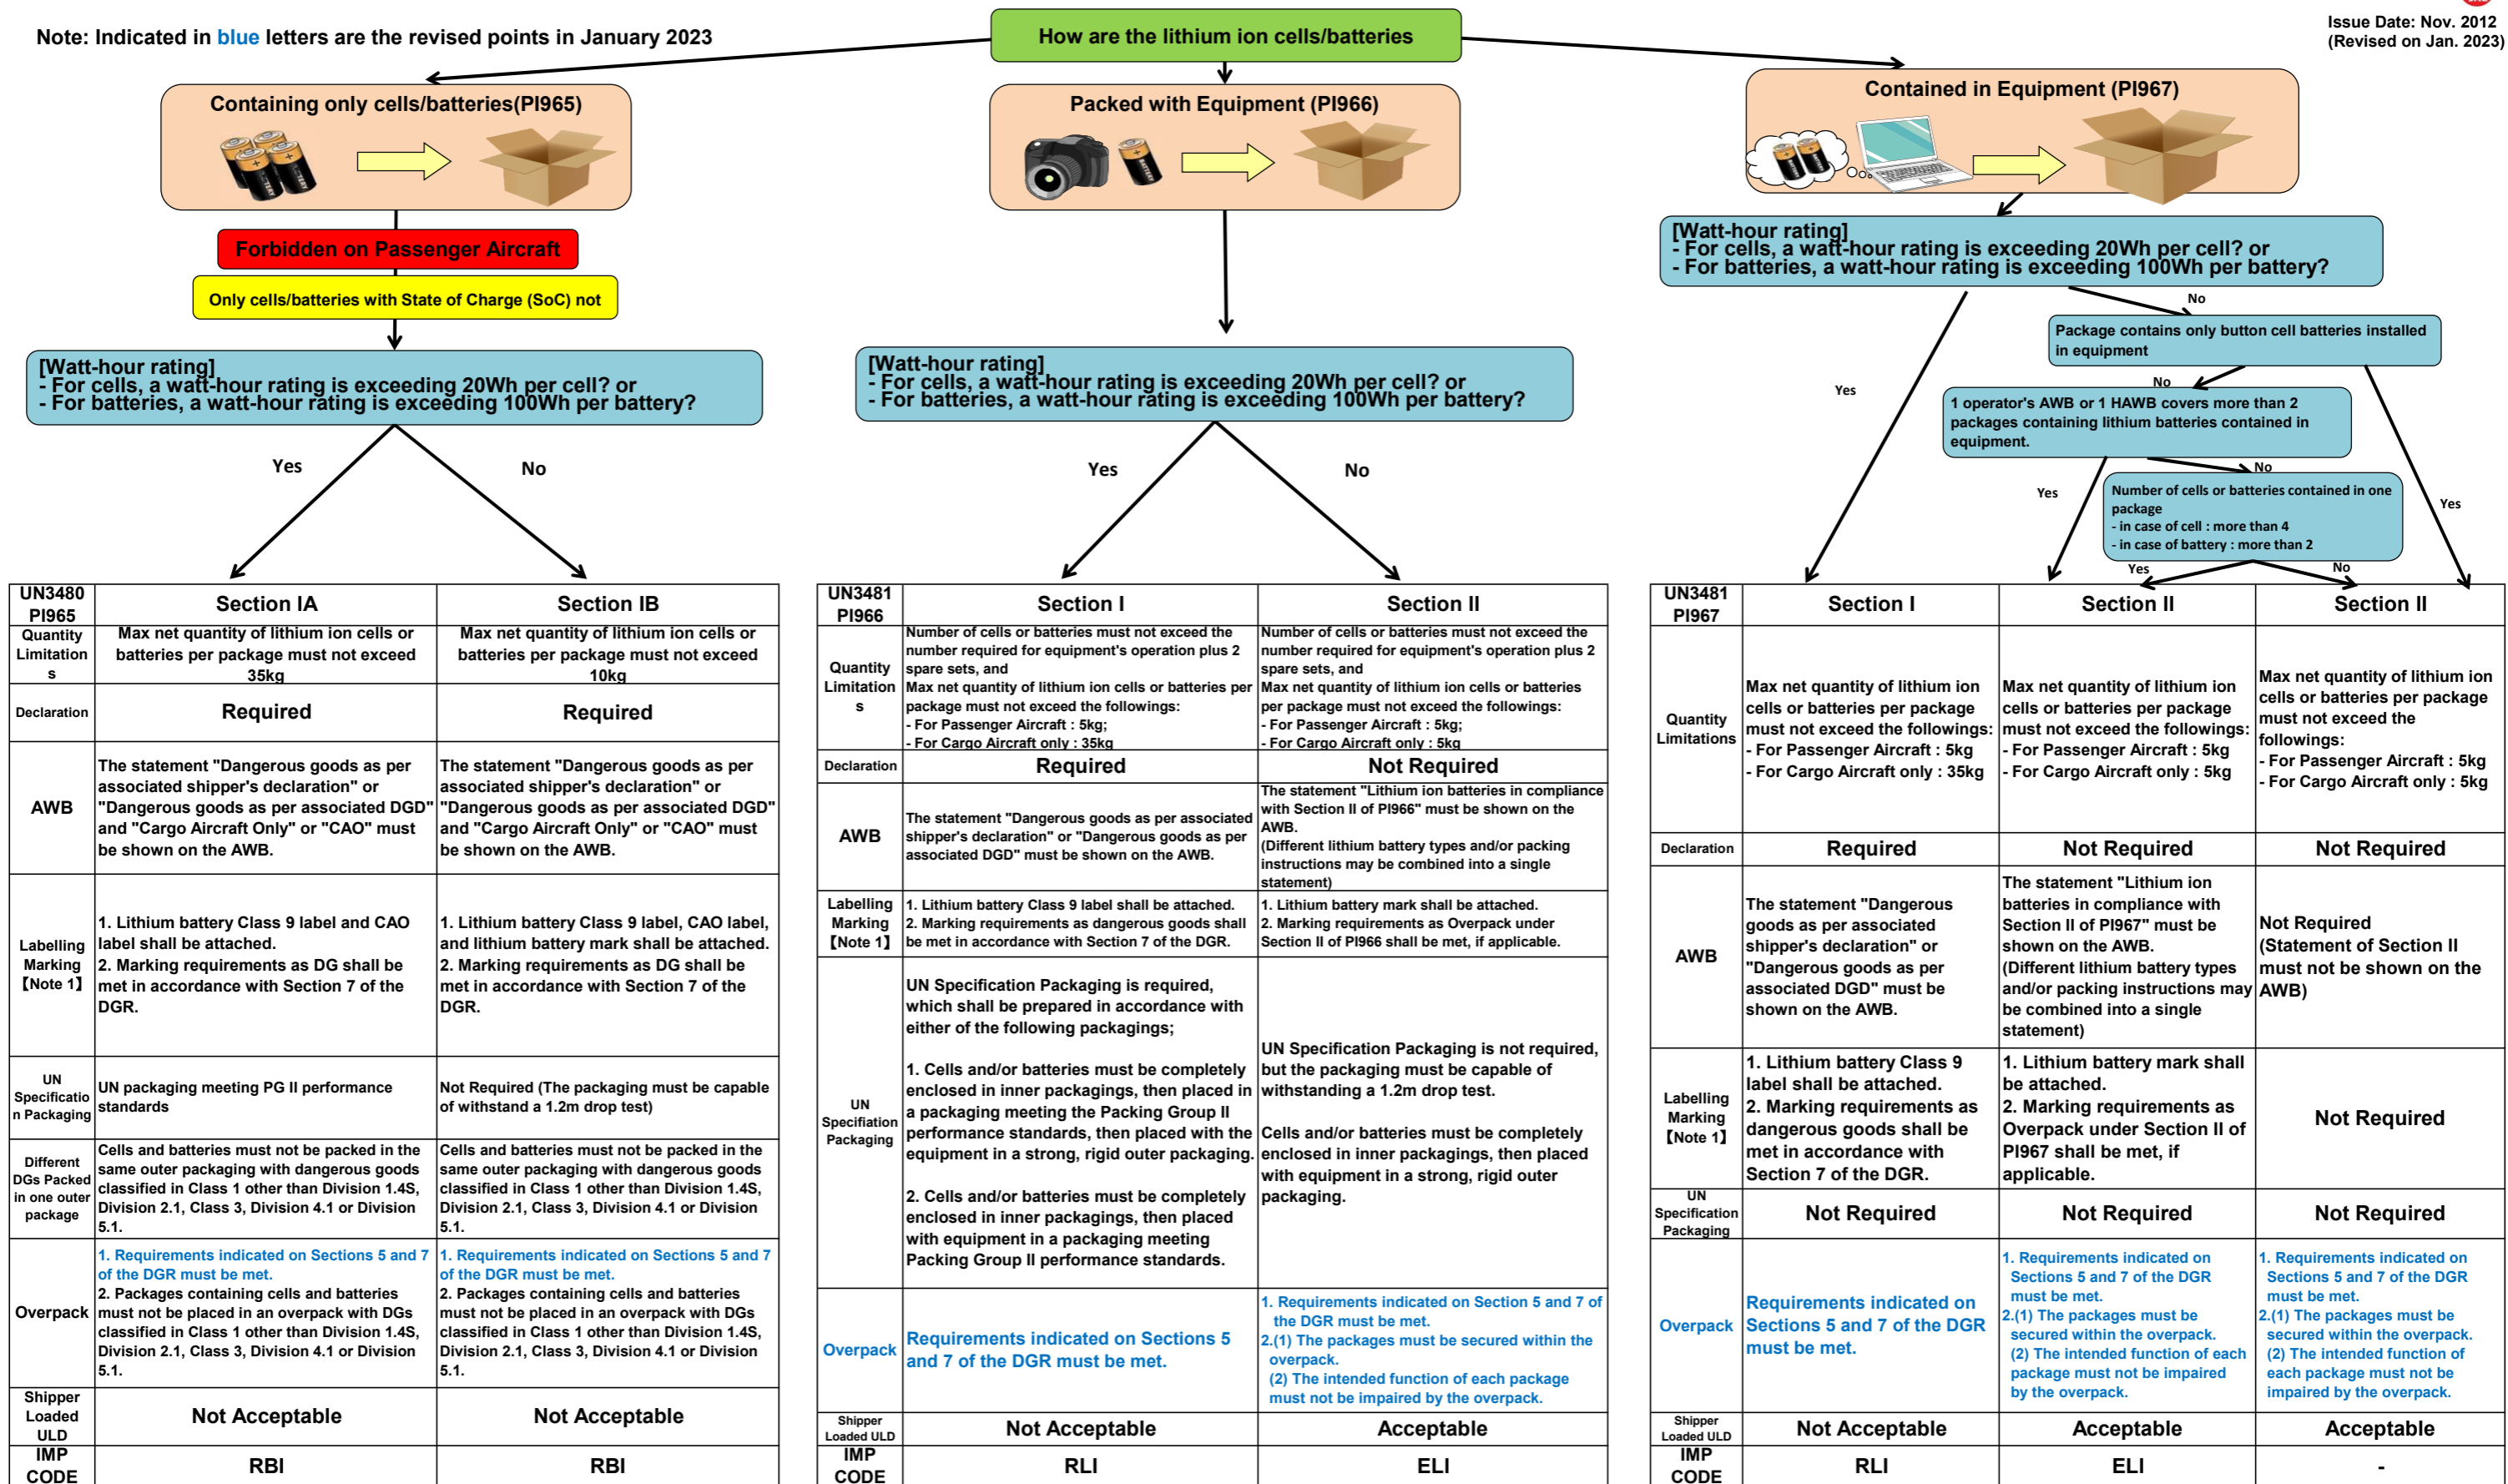 Note: Indicated in blue letters are the revised points in January 2023
How are the lithium ion cells/batteries
Issue Date: Nov. 2012
(Revised on Jan. 2023)
Containing only cells/batteries(PI965)
Forbidden on Passenger Aircraft
Only cells/batteries with State of Charge (SoC) not
[Watt-hour rating]
- For cells, a watt-hour rating is exceeding 20Wh per cell? or
- For batteries, a watt-hour rating is exceeding 100Wh per battery?
Yes
No
Packed with Equipment (PI966)
[Watt-hour rating]
- For cells, a watt-hour rating is exceeding 20Wh per cell? or
- For batteries, a watt-hour rating is exceeding 100Wh per battery?
Yes
No
Contained in Equipment (PI967)
[Watt-hour rating]
- For cells, a watt-hour rating is exceeding 20Wh per cell? or
- For batteries, a watt-hour rating is exceeding 100Wh per battery?
No
Package contains only button cell batteries installed
in equipment
Yes
No
1 operator's AWB or 1 HAWB covers more than 2
packages containing lithium batteries contained in
equipment.
No
Yes
Number of cells or batteries contained in one
package
- in case of cell : more than 4
- in case of battery : more than 2
Yes
Yes
No
UN3480
PI965
Section IA
Section IB
Quantity
Limitation
s
Max net quantity of lithium ion cells or
batteries per package must not exceed
35kg
Max net quantity of lithium ion cells or
batteries per package must not exceed
10kg
Declaration
Required
Required
AWB
The statement "Dangerous goods as per
associated shipper's declaration" or
"Dangerous goods as per associated DGD"
and "Cargo Aircraft Only" or "CAO" must
be shown on the AWB.
The statement "Dangerous goods as per
associated shipper's declaration" or
"Dangerous goods as per associated DGD"
and "Cargo Aircraft Only" or "CAO" must
be shown on the AWB.
Labelling
Marking
【Note 1】
1. Lithium battery Class 9 label and CAO
label shall be attached.
2. Marking requirements as DG shall be
met in accordance with Section 7 of the
DGR.
1. Lithium battery Class 9 label, CAO label,
and lithium battery mark shall be attached.
2. Marking requirements as DG shall be
met in accordance with Section 7 of the
DGR.
UN
Specificatio
n Packaging
UN packaging meeting PG II performance
standards
Not Required (The packaging must be capable
of withstand a 1.2m drop test)
Different
DGs Packed
in one outer
package
Cells and batteries must not be packed in the
same outer packaging with dangerous goods
classified in Class 1 other than Division 1.4S,
Division 2.1, Class 3, Division 4.1 or Division
5.1.
Cells and batteries must not be packed in the
same outer packaging with dangerous goods
classified in Class 1 other than Division 1.4S,
Division 2.1, Class 3, Division 4.1 or Division
5.1.
Overpack
1. Requirements indicated on Sections 5 and 7
of the DGR must be met.
2. Packages containing cells and batteries
must not be placed in an overpack with DGs
classified in Class 1 other than Division 1.4S,
Division 2.1, Class 3, Division 4.1 or Division
5.1.
1. Requirements indicated on Sections 5 and 7
of the DGR must be met.
2. Packages containing cells and batteries
must not be placed in an overpack with DGs
classified in Class 1 other than Division 1.4S,
Division 2.1, Class 3, Division 4.1 or Division
5.1.
Shipper
Loaded
ULD
Not Acceptable
Not Acceptable
IMP
CODE
RBI
RBI
UN3481
PI966
Section I
Section II
Quantity
Limitation
s
Number of cells or batteries must not exceed the
number required for equipment's operation plus 2
spare sets, and
Max net quantity of lithium ion cells or batteries per
package must not exceed the followings:
- For Passenger Aircraft : 5kg;
- For Cargo Aircraft only : 35kg
Number of cells or batteries must not exceed the
number required for equipment's operation plus 2
spare sets, and
Max net quantity of lithium ion cells or batteries
per package must not exceed the followings:
- For Passenger Aircraft : 5kg;
- For Cargo Aircraft only : 5kg
Declaration
Required
Not Required
AWB
The statement "Dangerous goods as per associated
shipper's declaration" or "Dangerous goods as per
associated DGD" must be shown on the AWB.
The statement "Lithium ion batteries in compliance
with Section II of PI966" must be shown on the
AWB.
(Different lithium battery types and/or packing
instructions may be combined into a single
statement)
Labelling
Marking
【Note 1】
1. Lithium battery Class 9 label shall be attached.
2. Marking requirements as dangerous goods shall
be met in accordance with Section 7 of the DGR.
1. Lithium battery mark shall be attached.
2. Marking requirements as Overpack under
Section II of PI966 shall be met, if applicable.
UN
Specifiation
Packaging
UN Specification Packaging is required,
which shall be prepared in accordance with
either of the following packagings;
1. Cells and/or batteries must be completely
enclosed in inner packagings, then placed in
a packaging meeting the Packing Group II
performance standards, then placed with the
equipment in a strong, rigid outer packaging.
2. Cells and/or batteries must be completely
enclosed in inner packagings, then placed
with equipment in a packaging meeting
Packing Group II performance standards.
UN Specification Packaging is not required,
but the packaging must be capable of
withstanding a 1.2m drop test.
Cells and/or batteries must be completely
enclosed in inner packagings, then placed
with equipment in a strong, rigid outer
packaging.
Overpack
Requirements indicated on Sections 5
and 7 of the DGR must be met.
1. Requirements indicated on Section 5 and 7 of
the DGR must be met.
2.(1) The packages must be secured within the
overpack.
(2) The intended function of each package
must not be impaired by the overpack.
Shipper
Loaded ULD
Not Acceptable
Acceptable
IMP
CODE
RLI
ELI
UN3481
PI967
Section I
Section II
Section II
Quantity
Limitations
Max net quantity of lithium ion
cells or batteries per package
must not exceed the followings:
- For Passenger Aircraft : 5kg
- For Cargo Aircraft only : 35kg
Max net quantity of lithium ion
cells or batteries per package
must not exceed the followings:
- For Passenger Aircraft : 5kg
- For Cargo Aircraft only : 5kg
Max net quantity of lithium ion
cells or batteries per package
must not exceed the
followings:
- For Passenger Aircraft : 5kg
- For Cargo Aircraft only : 5kg
Declaration
Required
Not Required
Not Required
AWB
The statement "Dangerous
goods as per associated
shipper's declaration" or
"Dangerous goods as per
associated DGD" must be
shown on the AWB.
The statement "Lithium ion
batteries in compliance with
Section II of PI967" must be
shown on the AWB.
(Different lithium battery types
and/or packing instructions may
be combined into a single
statement)
Not Required
(Statement of Section II
must not be shown on the
AWB)
Labelling
Marking
【Note 1】
1. Lithium battery Class 9
label shall be attached.
2. Marking requirements as
dangerous goods shall be
met in accordance with
Section 7 of the DGR.
1. Lithium battery mark shall
be attached.
2. Marking requirements as
Overpack under Section II of
PI967 shall be met, if
applicable.
Not Required
UN
Specification
Packaging
Not Required
Not Required
Not Required
Overpack
Requirements indicated on
Sections 5 and 7 of the DGR
must be met.
1. Requirements indicated on
Sections 5 and 7 of the DGR
must be met.
2.(1) The packages must be
secured within the overpack.
(2) The intended function of each
package must not be impaired
by the overpack.
1. Requirements indicated on
Sections 5 and 7 of the DGR
must be met.
2.(1) The packages must be
secured within the overpack.
(2) The intended function of
each package must not be
impaired by the overpack.
Shipper
Loaded ULD
Not Acceptable
Acceptable
Acceptable
IMP
CODE
RLI
ELI
-